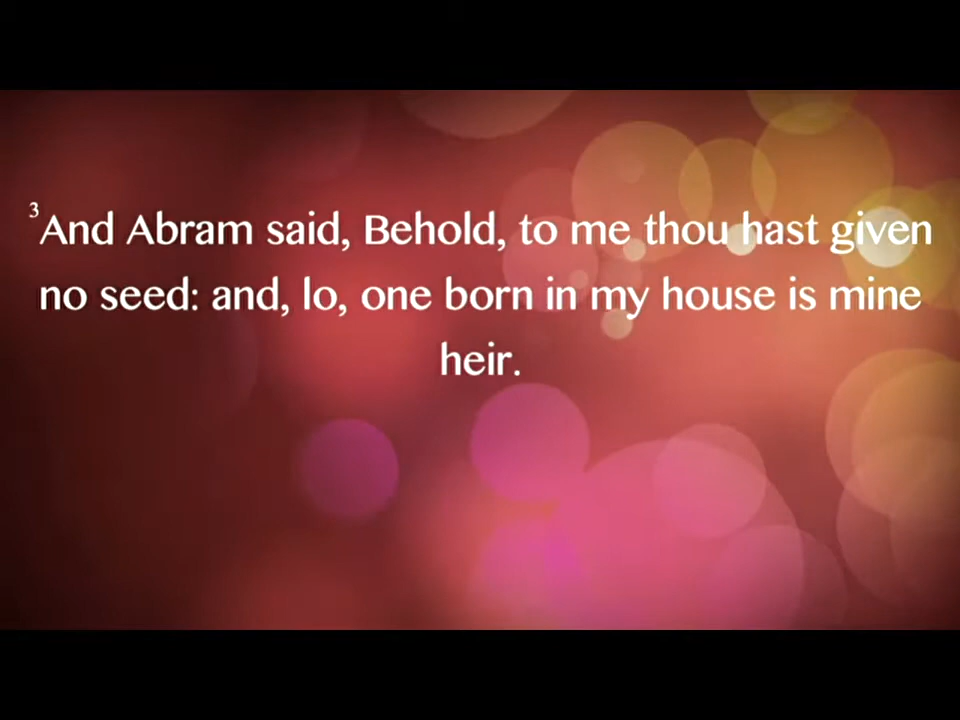 3And Abram said, Behold, to me thou hast given
no seed: and, lo, one born in my house is mine
heir.